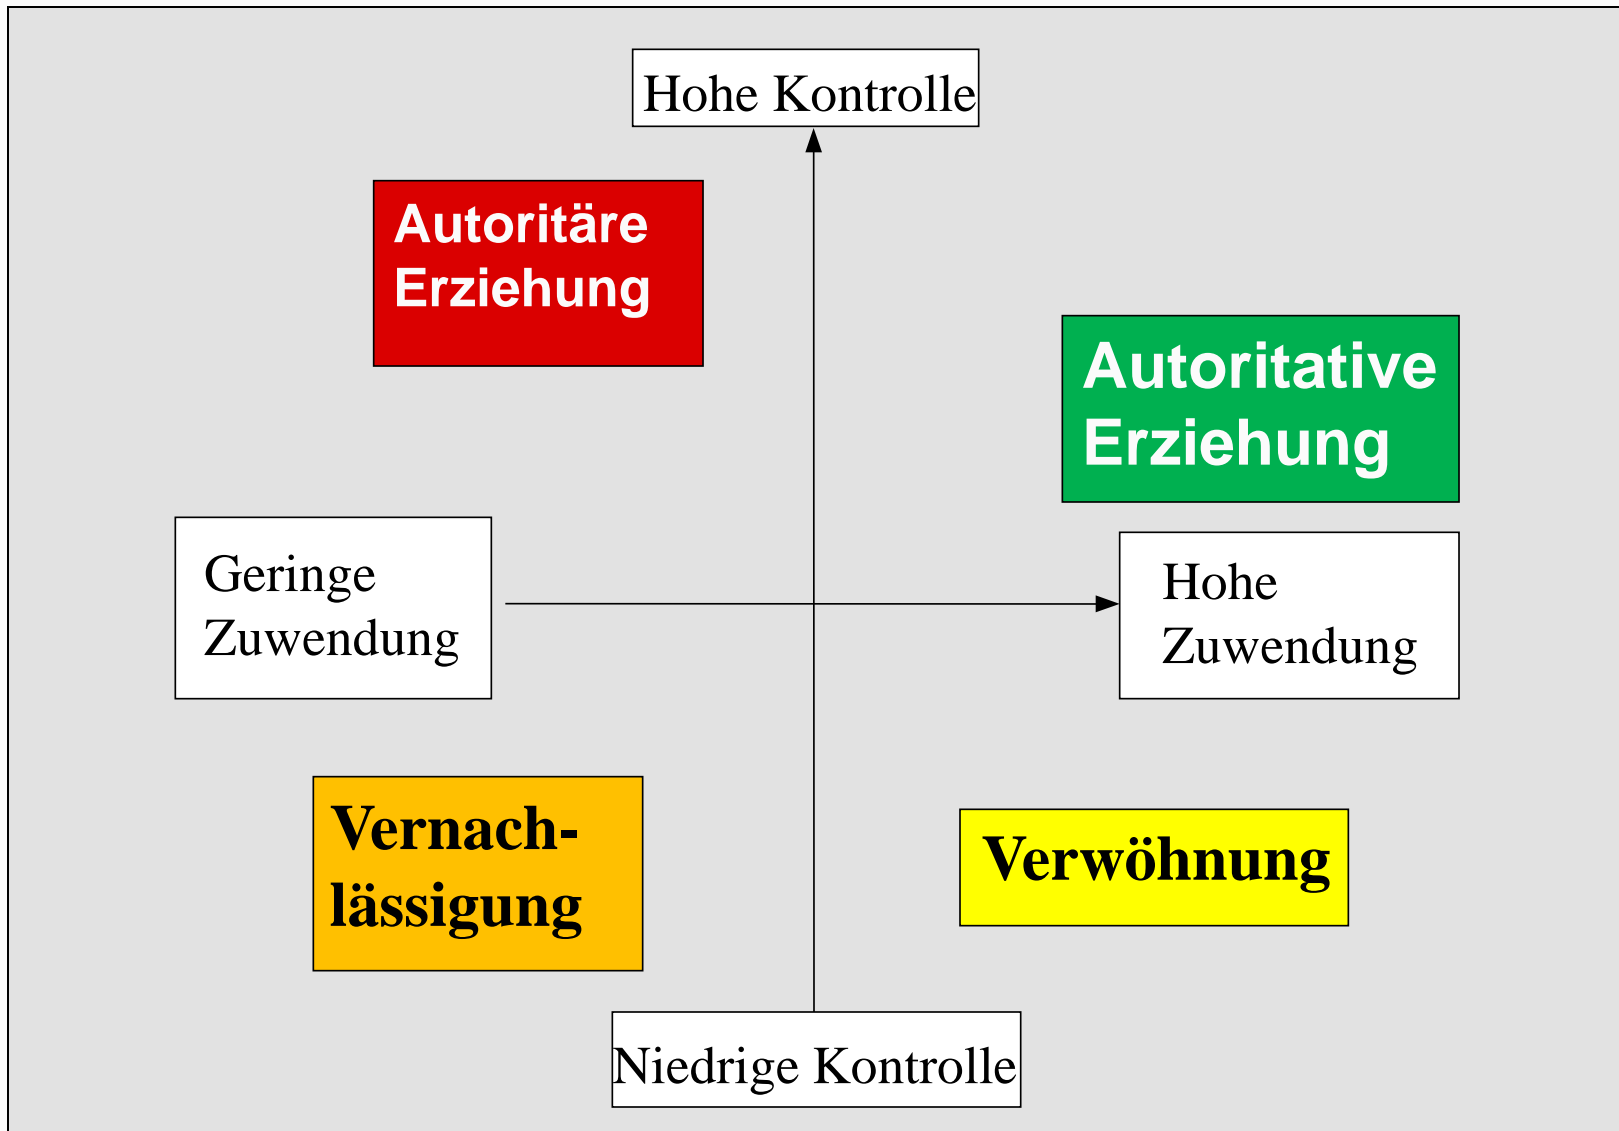 Hohe Kontrolle
Autoritäre
Erziehung
Autoritative
Erziehung
Geringe
Zuwendung
Hohe
Zuwendung
Vernach-
lässigung
Verwöhnung
Niedrige Kontrolle